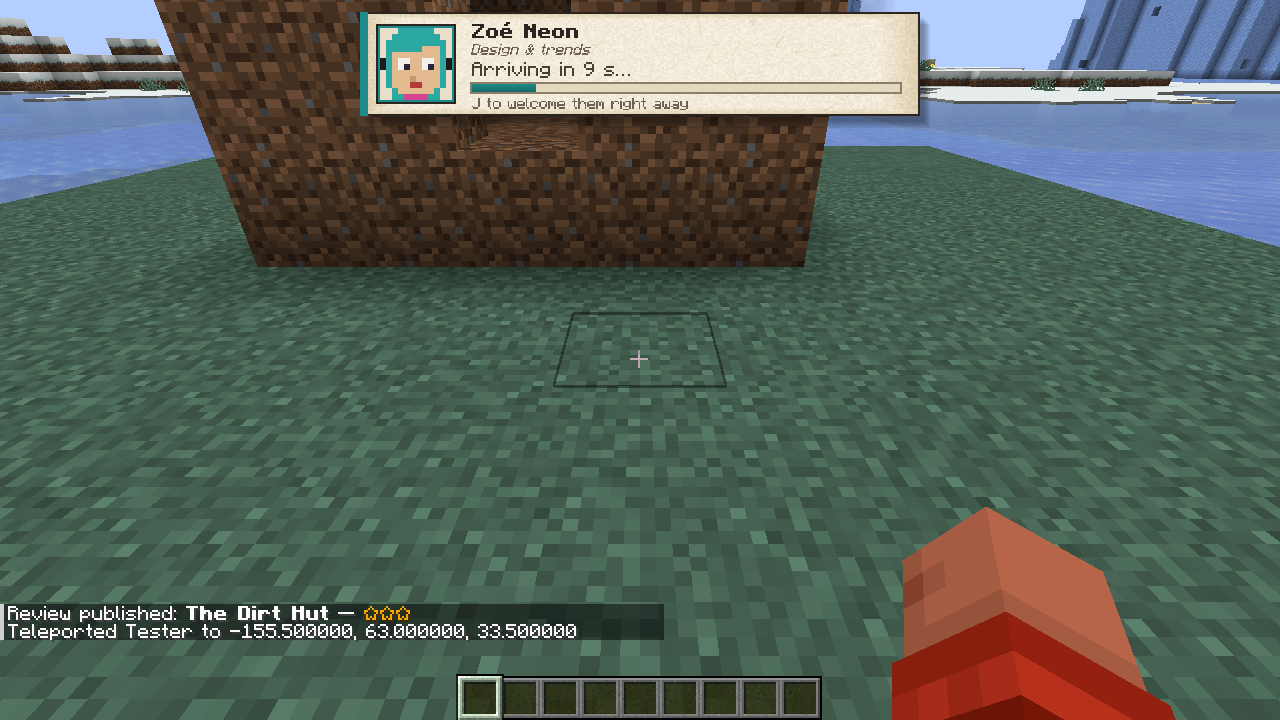 Zoé Neon
Design & trends
Arriving in 9 s...
J to welcome them right away
Review published: The Dirt Hut — ☆☆☆
Teleported Tester to -155.500000, 63.000000, 33.500000